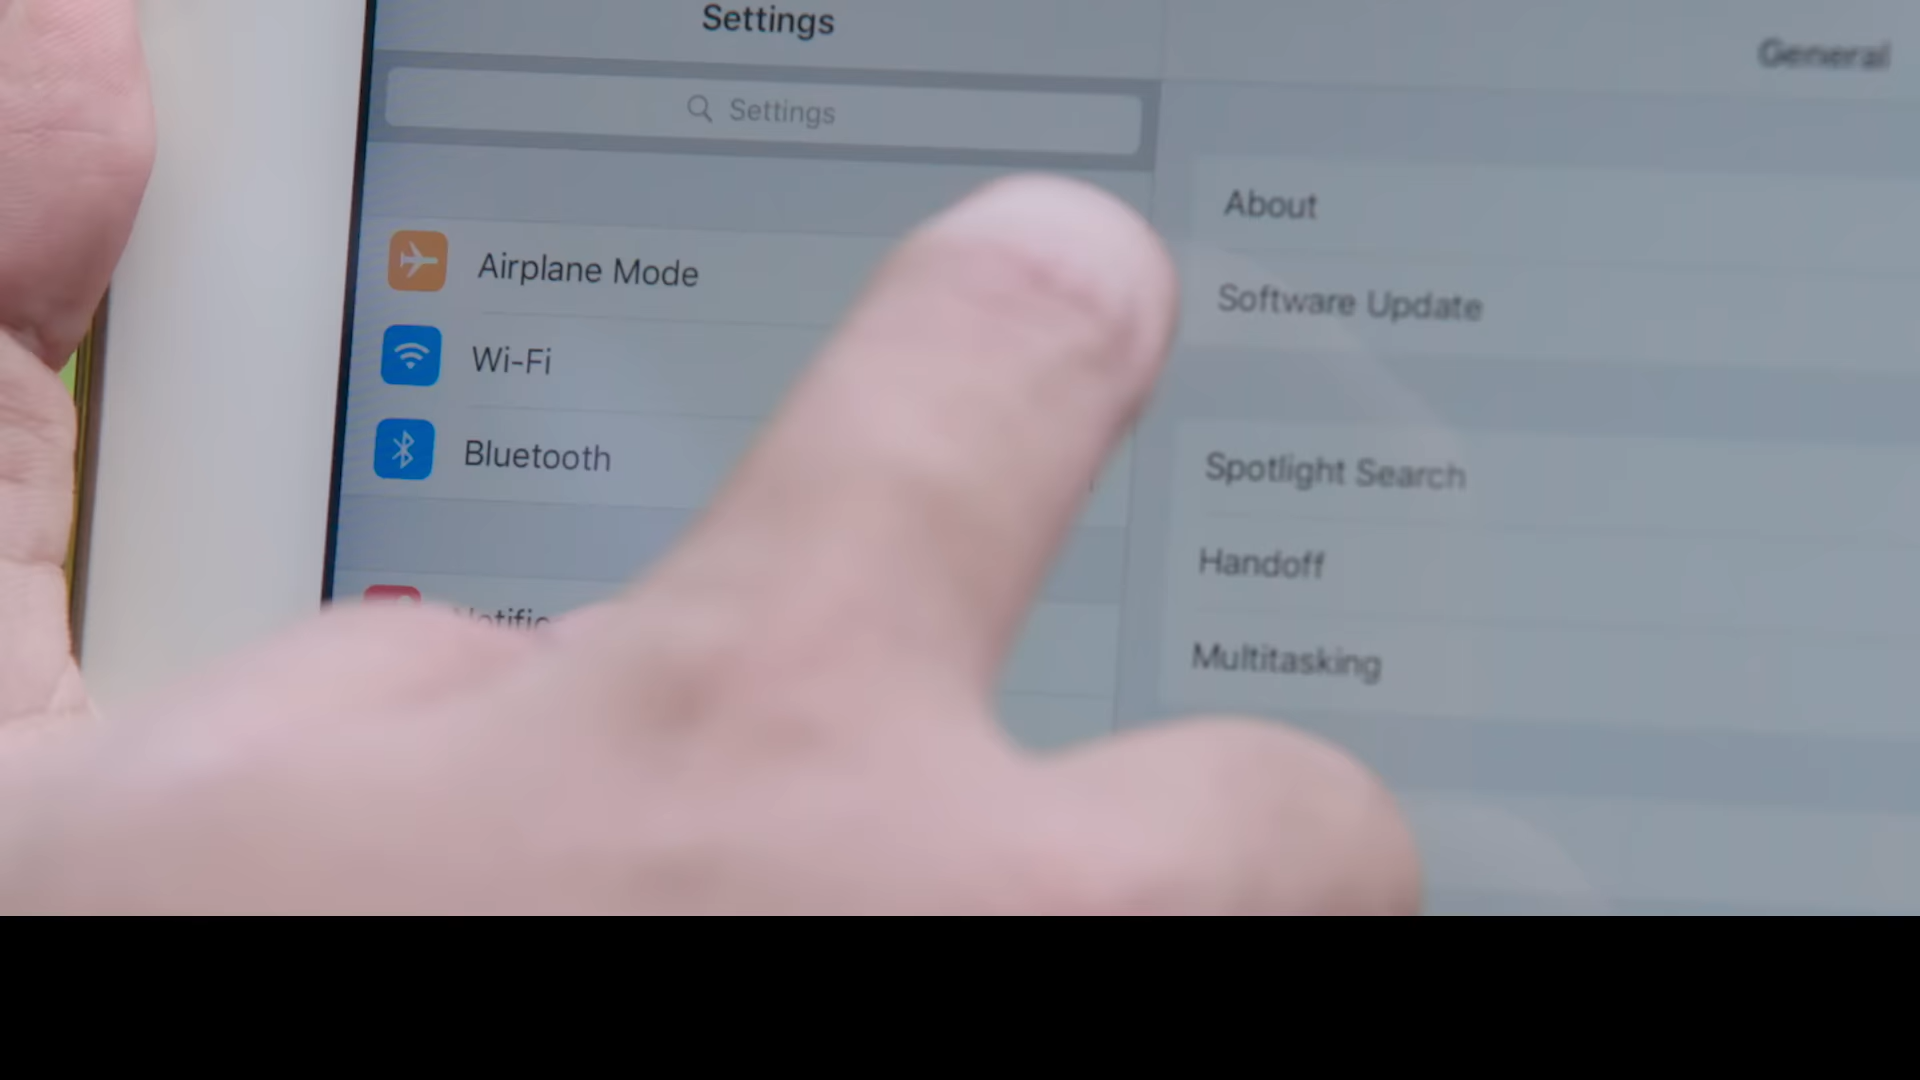 Settings
General
Settings
Airplane Mode
Wi-Fi
Bluetooth
About
Software Update
Spotlight Search
Handoff
Multitasking